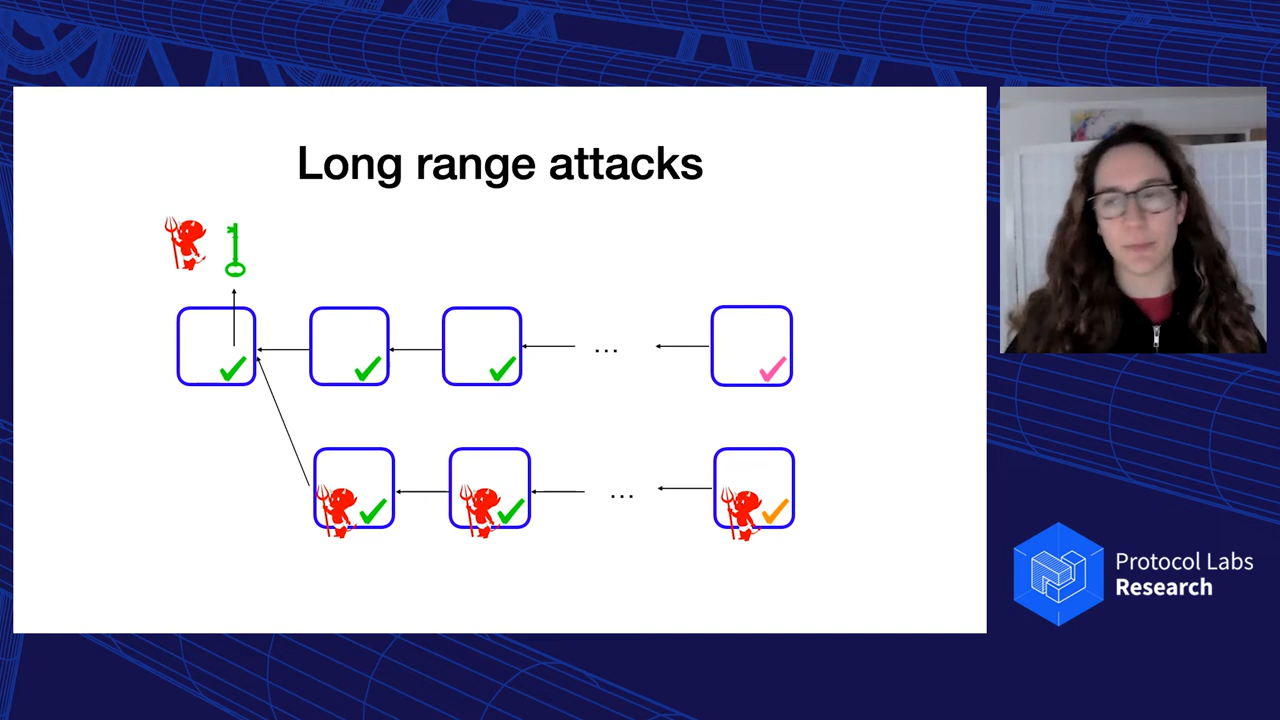 Long range attacks
...
...
Protocol Labs
Research